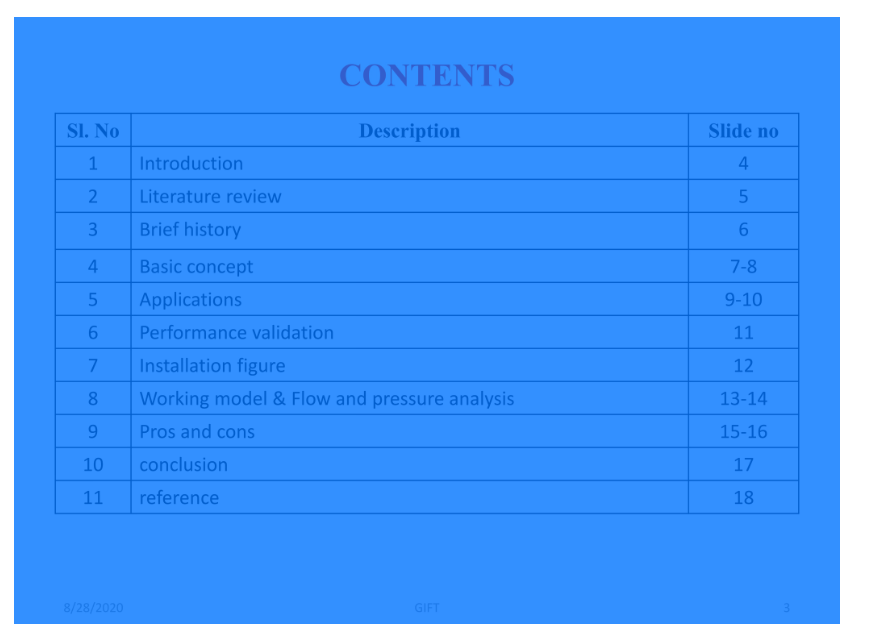 CONTENTS
Sl. No Description Slide no
1 Introduction 4
2 Literature review 5
3 Brief history 6
4 Basic concept 7-8
5 Applications 9-10
6 Performance validation 11
7 Installation figure 12
8 Working model & Flow and pressure analysis 13-14
9 Pros and cons 15-16
10 conclusion 17
11 reference 18
8/28/2020 GIFT 3